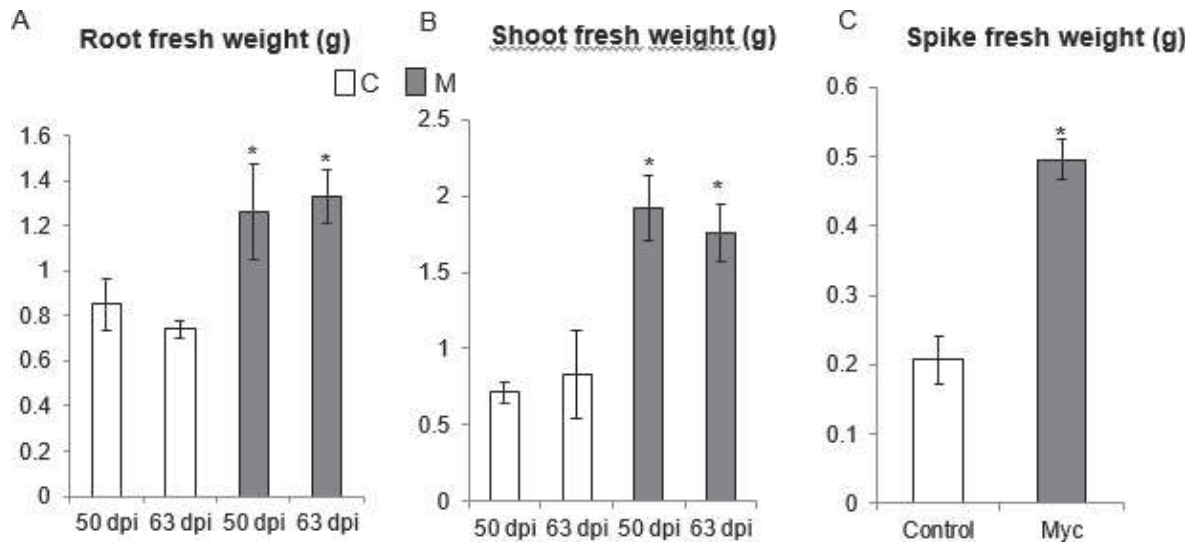 A
Root fresh weight (g)
B
Shoot fresh weight (g)
C
Spike fresh weight (g)
C
M
1.6
1.4
1.2
1
0.8
0.6
0.4
0.2
0
* *
50 dpi 63 dpi 50 dpi 63 dpi
2.5
2
1.5
1
0.5
0
* *
50 dpi 63 dpi 50 dpi 63 dpi
0.6
0.5
0.4
0.3
0.2
0.1
0
*
Control Myc